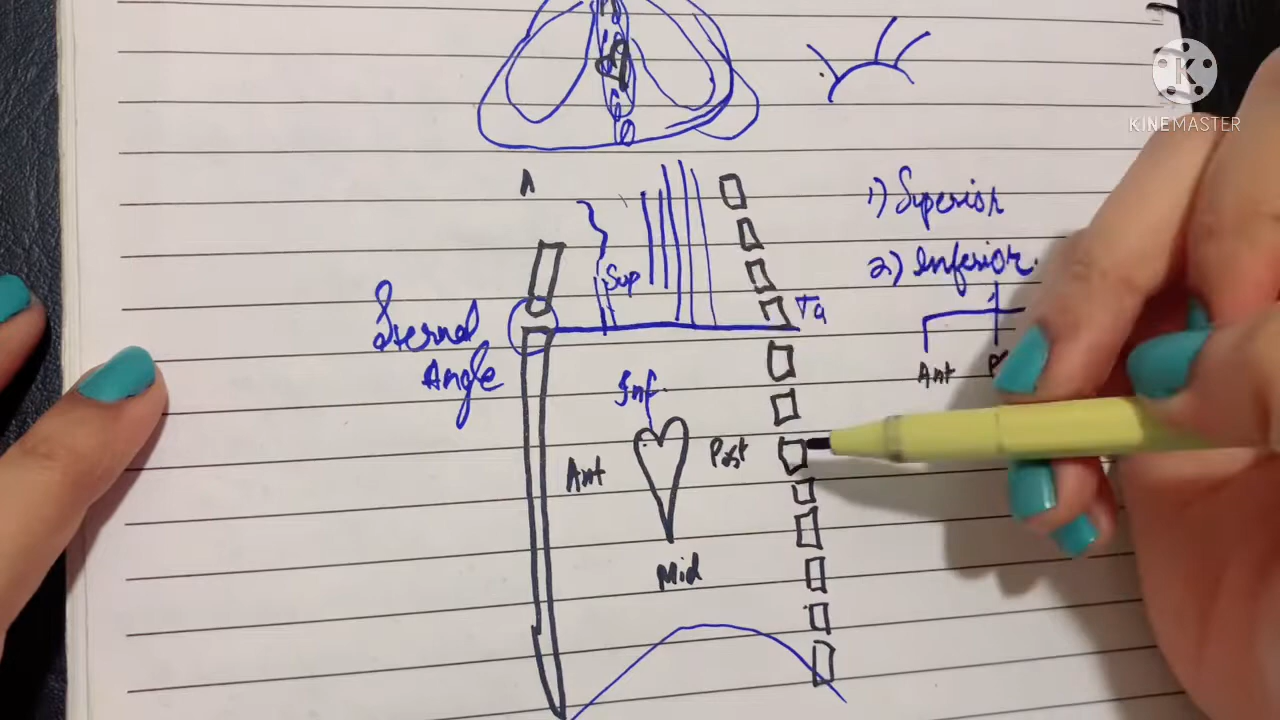 KINEMASTER
A
1) Superior
Sup
2) Inferior
T4
Sternal
Angle
Ant
Inf
Ant
Post
Mid